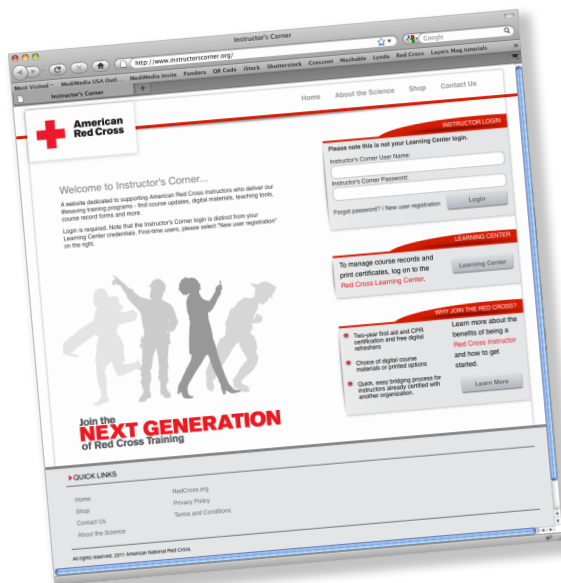 Instructor's Corner
http://www.instructorscorner.org/
Google
Most Visited MediMedia USA Outl... MediMedia Insite Pandora QR Code iStock Shutterstock Crossnet Mashable Lynda Red Cross Layers Mag tutorials »
Instructor's Corner +
American
Red Cross
Home About the Science Shop Contact Us
Welcome to Instructor's Corner...
A website dedicated to supporting American Red Cross instructors who deliver our
lifesaving training programs - find course updates, digital materials, teaching tools,
course record forms and more.
Login is required. Note that the Instructor's Corner login is distinct from your
Learning Center credentials. First-time users, please select "New user registration"
on the right.
INSTRUCTOR LOGIN
Please note this is not your Learning Center login.
Instructor's Corner User Name:
Instructor's Corner Password:
Forgot password? | New user registration
Login
LEARNING CENTER
To manage course records and
print certificates, log on to the
Red Cross Learning Center.
Learning Center
WHY JOIN THE RED CROSS?
Two-year first aid and CPR
certification and free digital
refreshers
Choice of digital course
materials or printed options
Quick, easy bridging process for
instructors already certified with
another organization.
Learn more about the
benefits of being a
Red Cross Instructor
and how to get
started.
Learn More
Join the
NEXT GENERATION
of Red Cross Training
QUICK LINKS
Home
Shop
Contact Us
About the Science
RedCross.org
Privacy Policy
Terms and Conditions
All rights reserved. 2011 American National Red Cross.